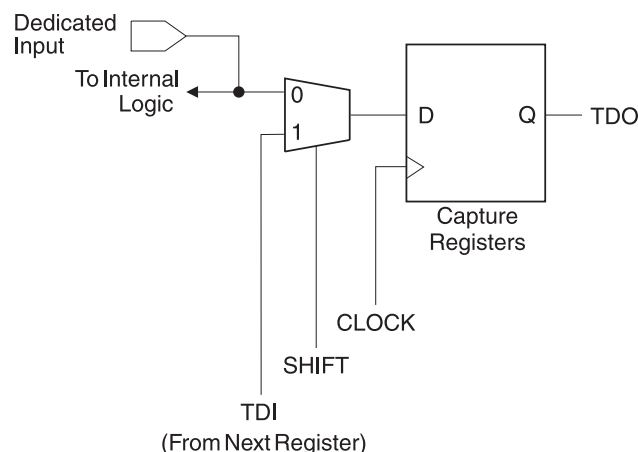 Dedicated
Input
To Internal
Logic
0
1
D
Q
TDO
Capture
Registers
CLOCK
SHIFT
TDI
(From Next Register)